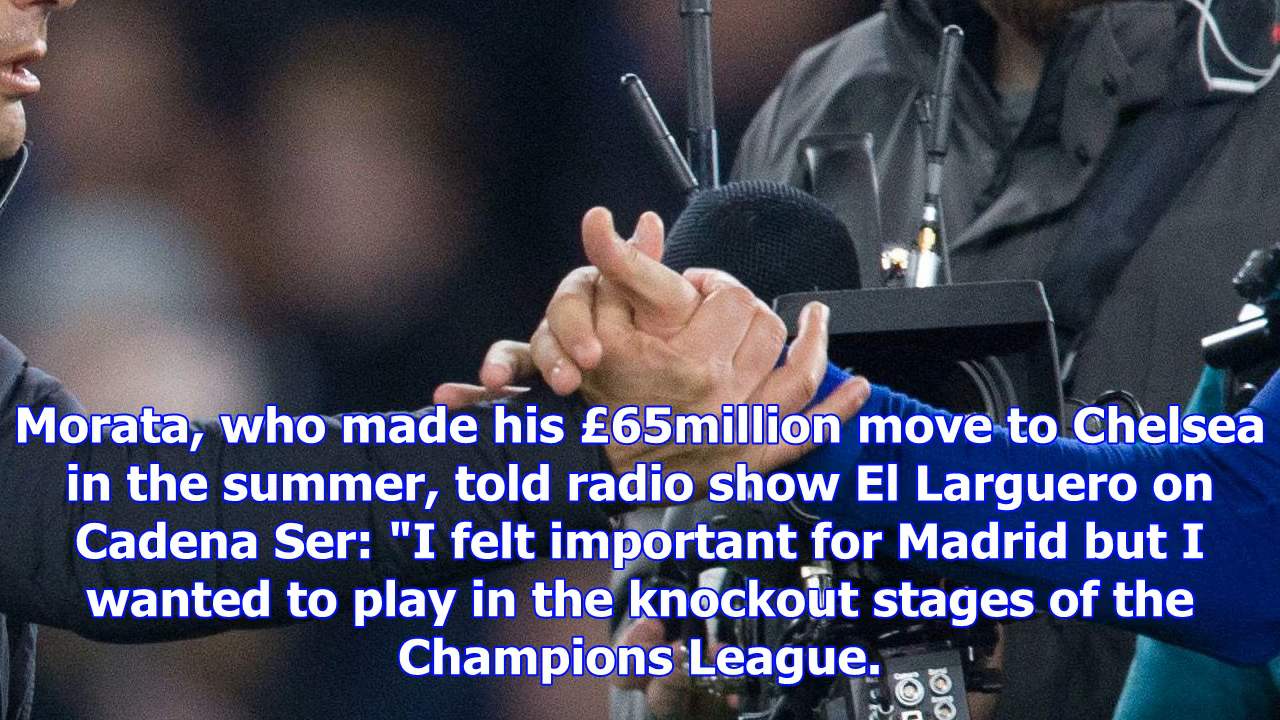 Morata, who made his £65million move to Chelsea
in the summer, told radio show El Larguero on
Cadena Ser: "I felt important for Madrid but I
wanted to play in the knockout stages of the
Champions League.